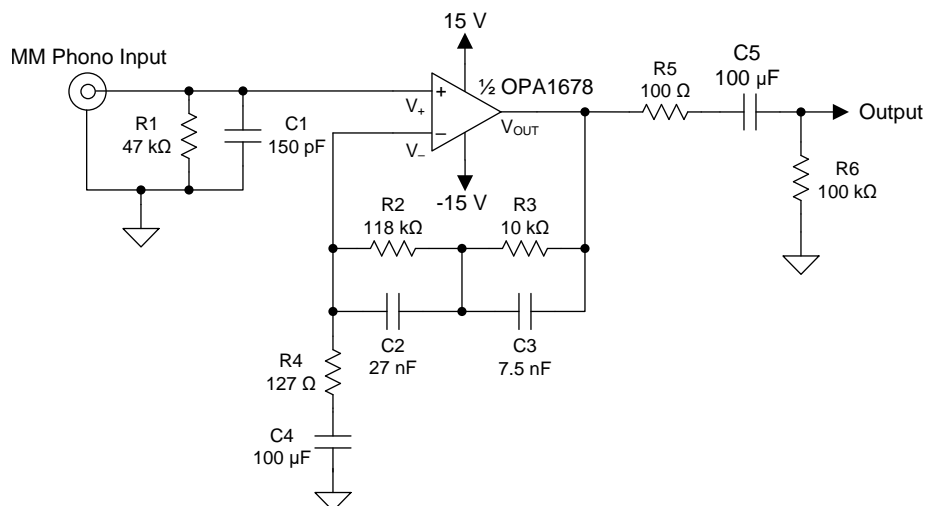 MM Phono Input
15 V
½ OPA1678
C5
100 µF
R5
100 Ω
Output
+
V+
–
V–
VOUT
R1
47 kΩ
C1
150 pF
-15 V
R6
100 kΩ
R2
118 kΩ
R3
10 kΩ
C2
27 nF
C3
7.5 nF
R4
127 Ω
C4
100 µF